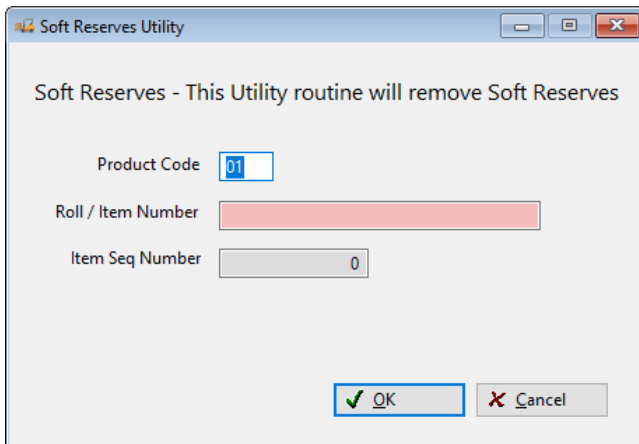 Soft Reserves Utility
Soft Reserves - This Utility routine will remove Soft Reserves
Product Code 01
Roll / Item Number
Item Seq Number 0
OK Cancel